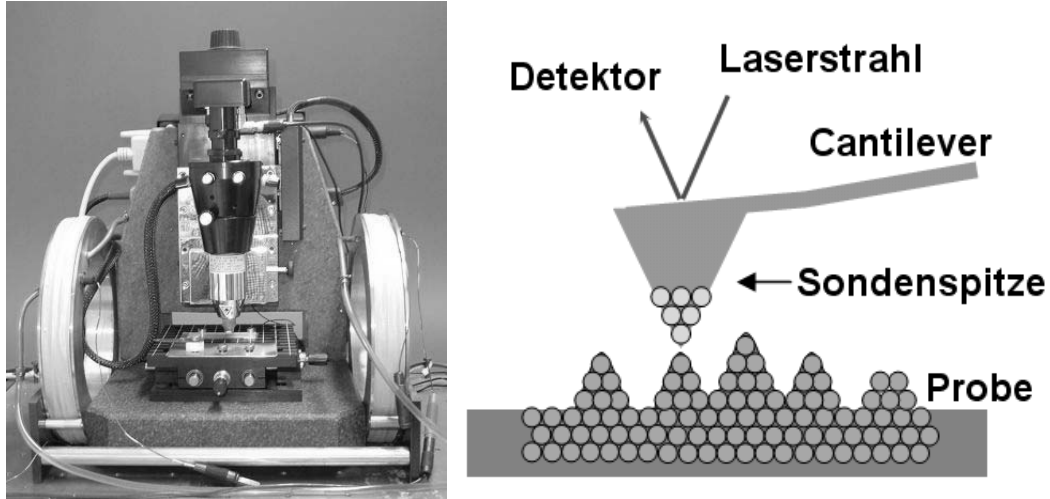 Laserstrahl
Detektor
Cantilever
Sondenspitze
Probe